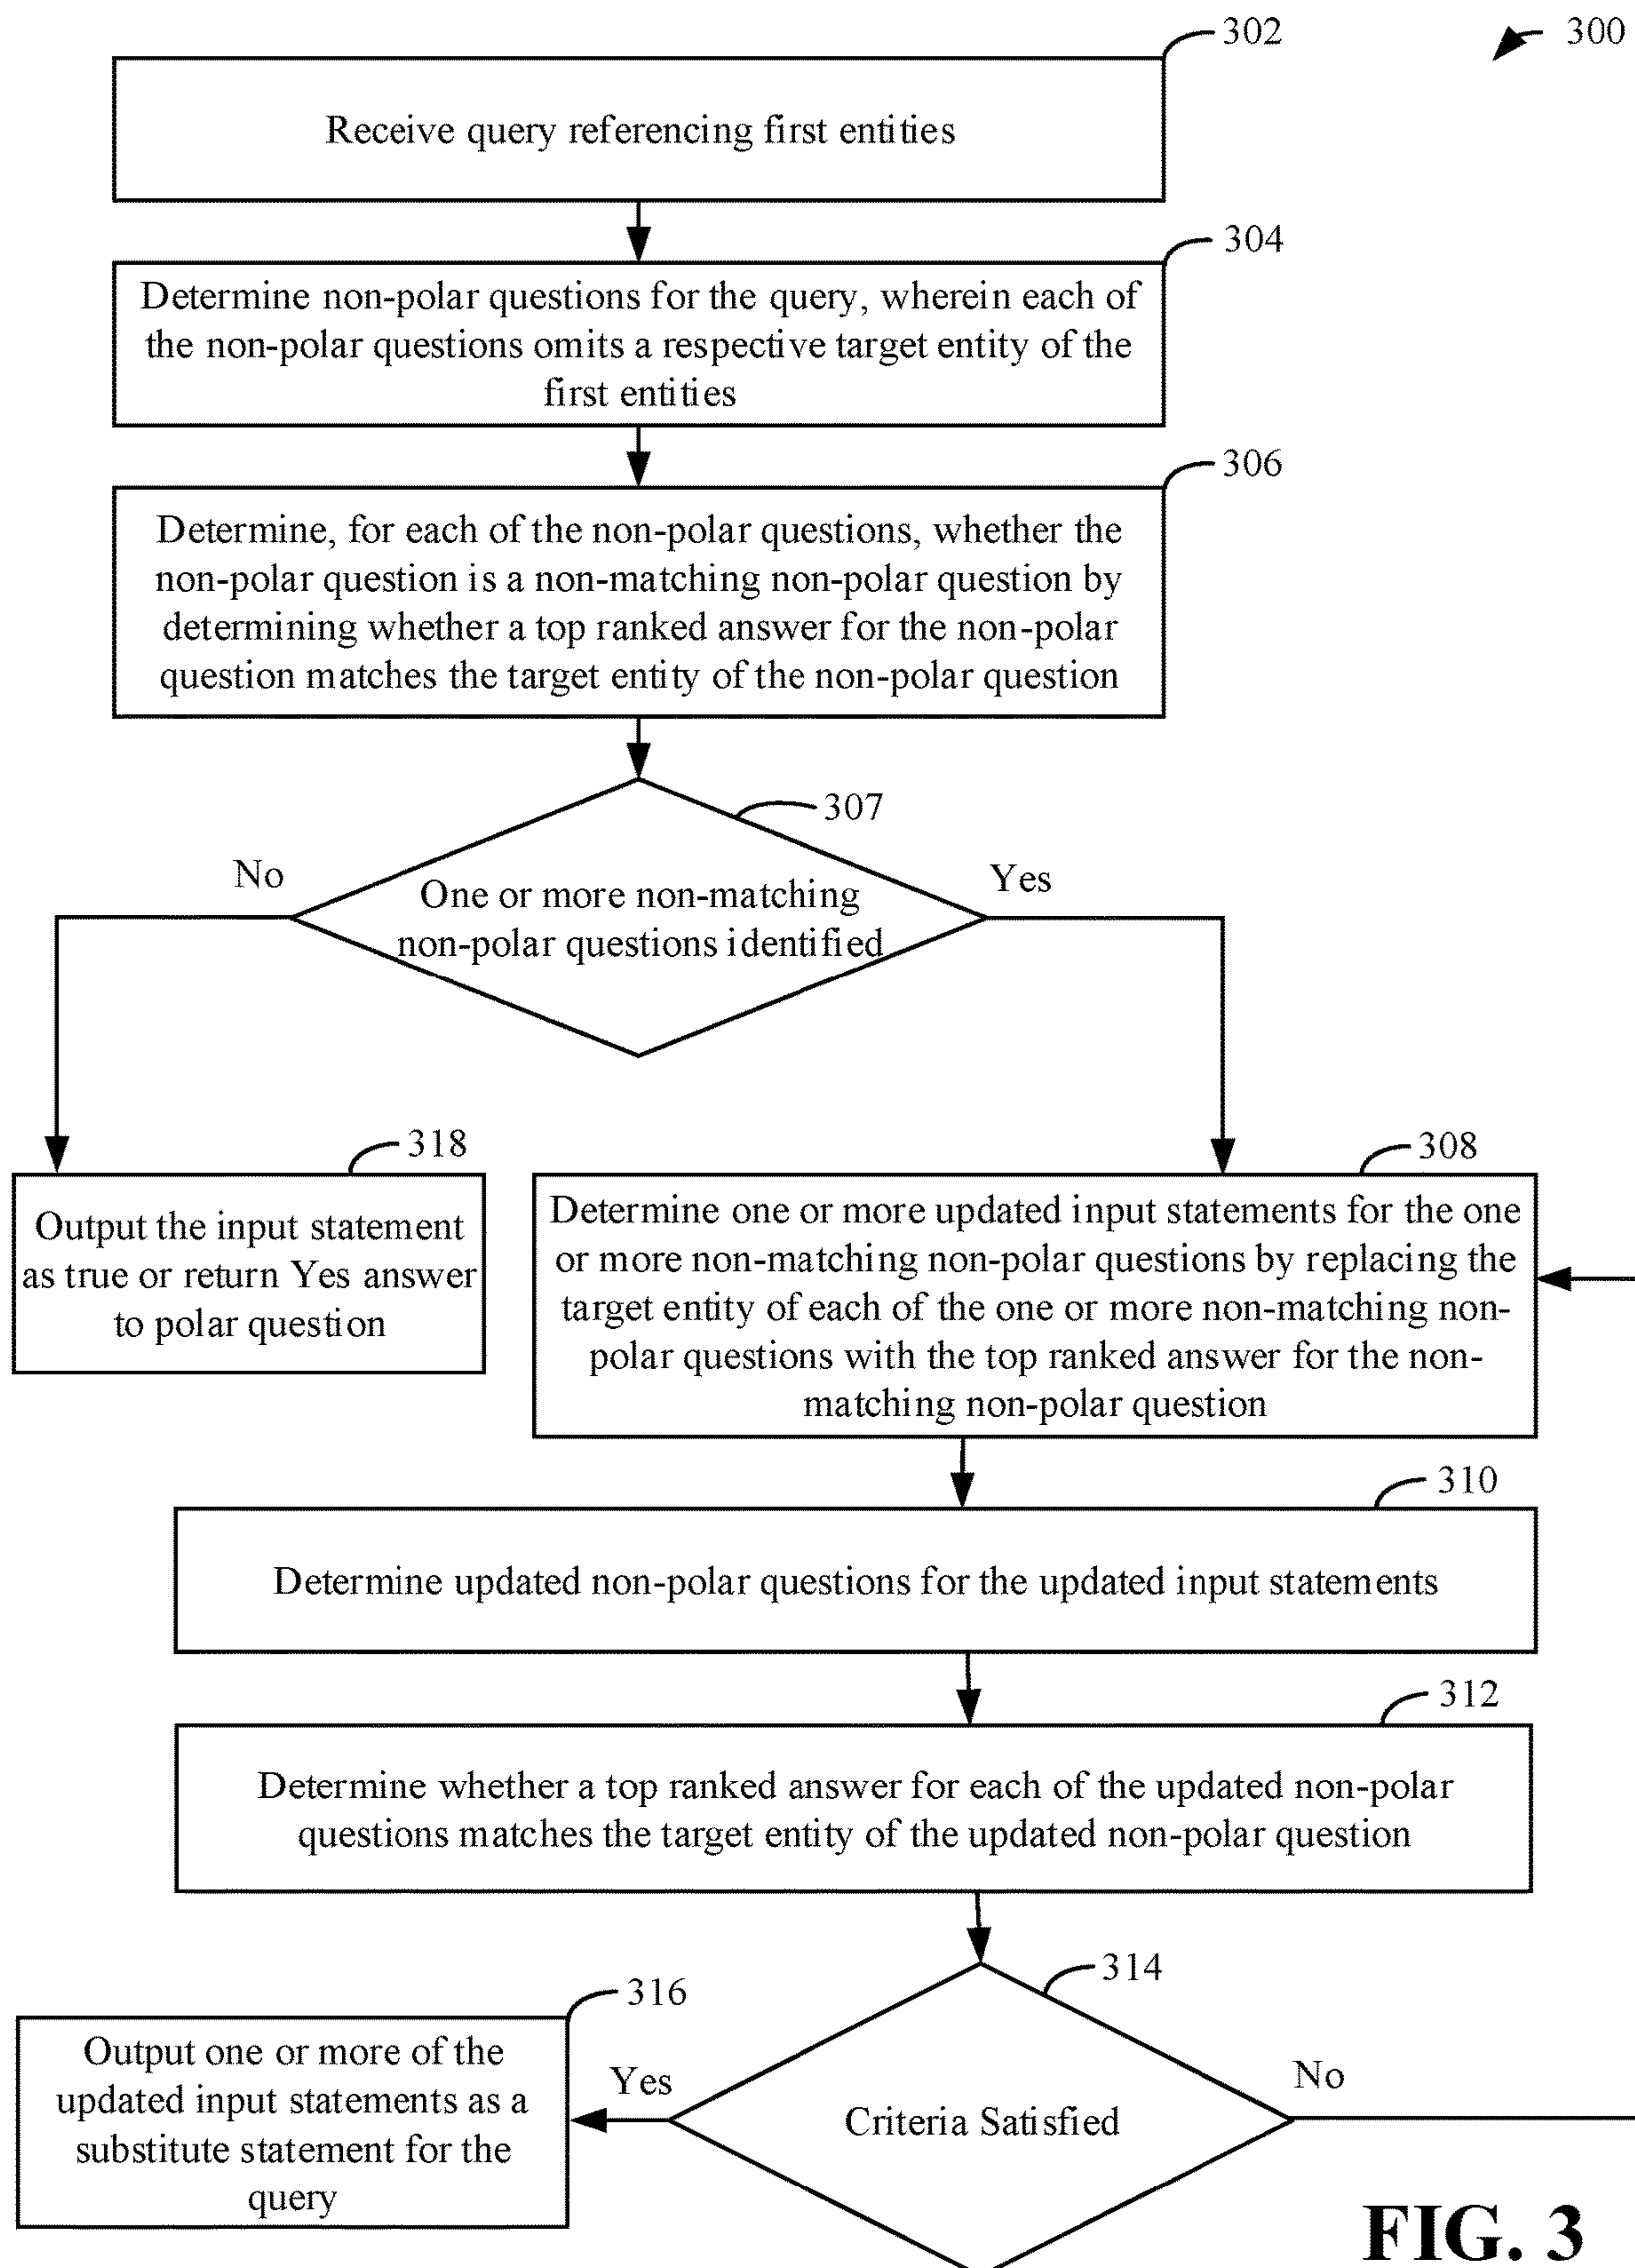 302
300
Receive query referencing first entities
304
Determine non-polar questions for the query, wherein each of
the non-polar questions omits a respective target entity of the
first entities
306
Determine, for each of the non-polar questions, whether the
non-polar question is a non-matching non-polar question by
determining whether a top ranked answer for the non-polar
question matches the target entity of the non-polar question
307
No
Yes
One or more non-matching
non-polar questions identified
318
Output the input statement
as true or return Yes answer
to polar question
308
Determine one or more updated input statements for the one
or more non-matching non-polar questions by replacing the
target entity of each of the one or more non-matching non-
polar questions with the top ranked answer for the non-
matching non-polar question
310
Determine updated non-polar questions for the updated input statements
312
Determine whether a top ranked answer for each of the updated non-polar
questions matches the target entity of the updated non-polar question
314
316
Output one or more of the
updated input statements as a
substitute statement for the
query
Yes
Criteria Satisfied
No
FIG. 3